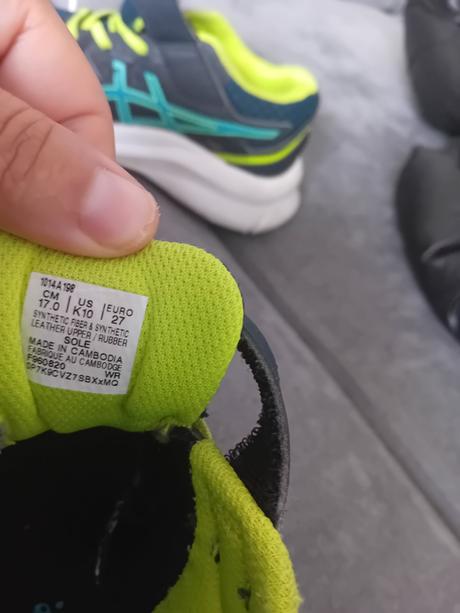 1014A198
CM | US | EURO
17.0 | K10 | 27
SYNTHETIC FIBER & SYNTHETIC
LEATHER UPPER / RUBBER
SOLE
MADE IN CAMBODIA
FABRIQUE AU CAMBODGE
F960820 WR
SP7K9CVZ7SBXxMQ